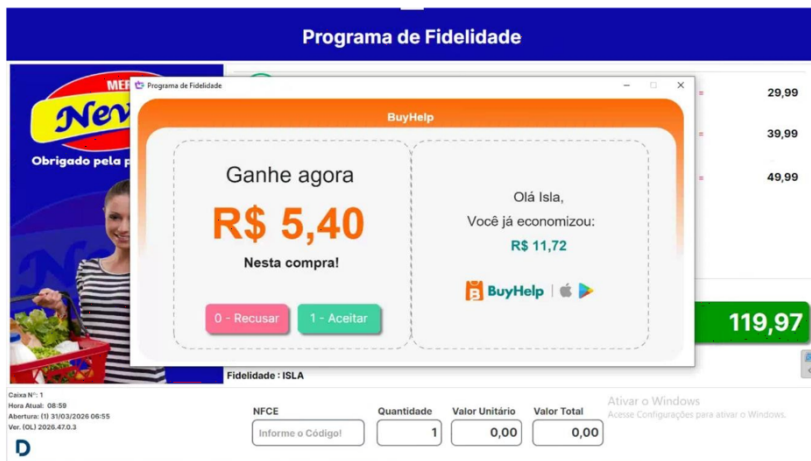 Programa de Fidelidade
MER
Nev
Obrigado pela p
Programa de Fidelidade
BuyHelp
Ganhe agora
R$ 5,40
Nesta compra!
0 - Recusar
1 - Aceitar
Olá Isla,
Você já economizou:
R$ 11,72
BuyHelp
= 29,99
= 39,99
= 49,99
119,97
Fidelidade : ISLA
Caixa N°: 1
Hora Atual: 08:59
Abertura: (1) 31/03/2026 06:55
Ver. (OL) 2026.47.0.3
D
NFCE
Informe o Código!
Quantidade
1
Valor Unitário
0,00
Valor Total
0,00
Ativar o Windows
Acesse Configurações para ativar o Windows.